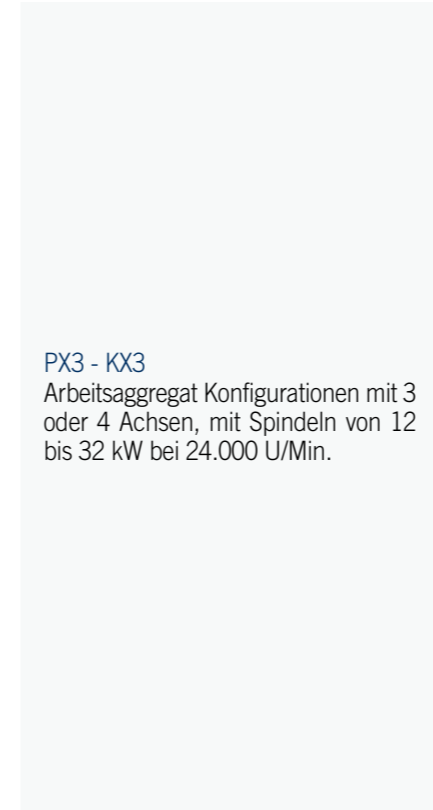 PX3 - KX3
Arbeitsaggregat Konfigurationen mit 3
oder 4 Achsen, mit Spindeln von 12
bis 32 kW bei 24.000 U/Min.